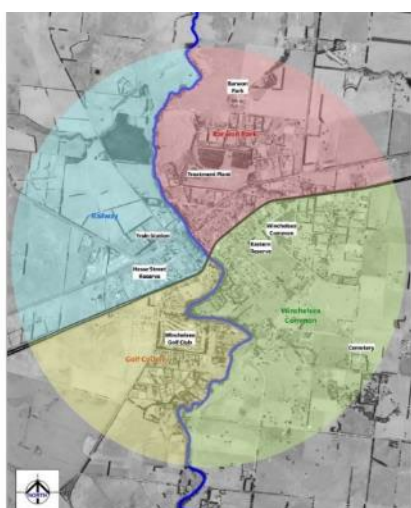 Barwon
Park
Barwon Park
Treatment Plant
Railway
Train Station
Winchelsea
Common
Eastern
Reserve
Hesse Street
Reserve
Winchelsea
Common
Winchelsea
Golf Club
Golf Course
Cemetery
NORTH